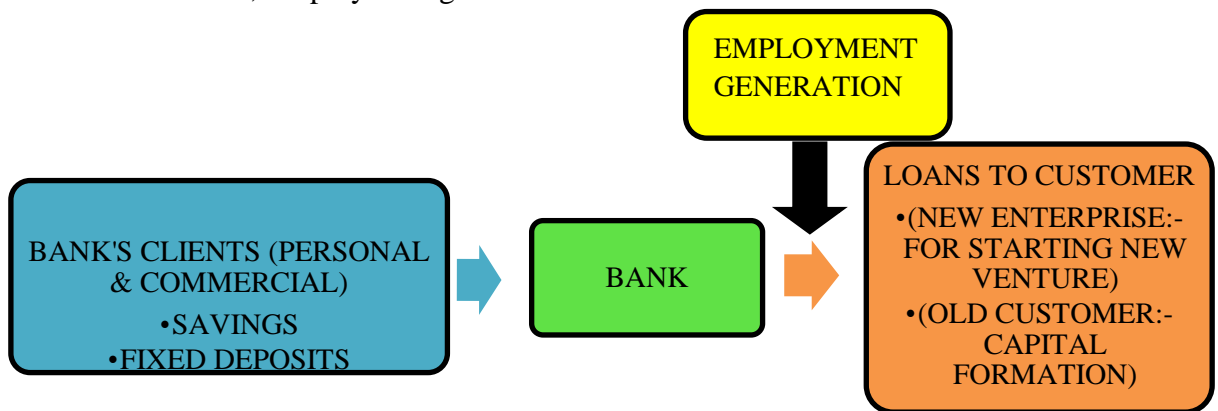 EMPLOYMENT
GENERATION
BANK'S CLIENTS (PERSONAL
& COMMERCIAL)
•SAVINGS
•FIXED DEPOSITS
BANK
LOANS TO CUSTOMER
•(NEW ENTERPRISE:-
FOR STARTING NEW
VENTURE)
•(OLD CUSTOMER:-
CAPITAL
FORMATION)